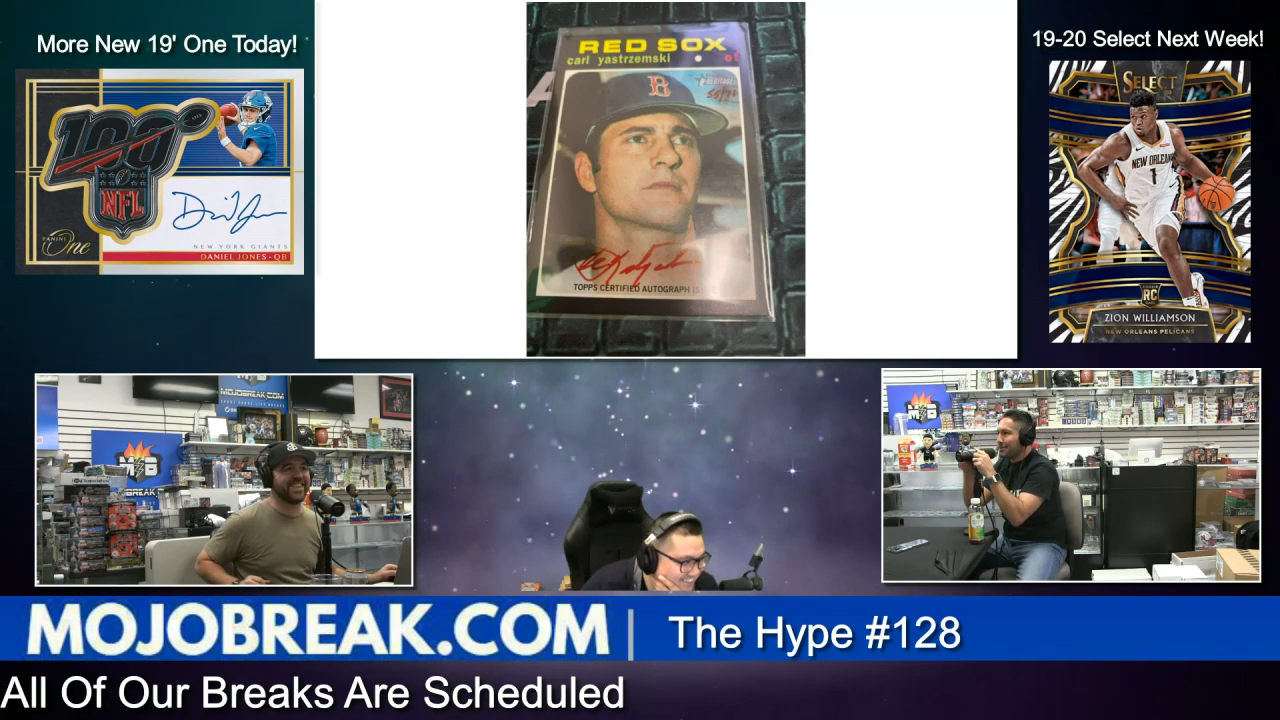 More New 19' One Today!
19-20 Select Next Week!
RED SOX
carl yastrzemski • of
HERITAGE
B
TOPPS CERTIFIED AUTOGRAPH
100
NFL
PANINI
One
NEW YORK GIANTS
DANIEL JONES - QB
SELECT
NEW ORLEANS
1
RC
ZION WILLIAMSON
NEW ORLEANS PELICANS
MOJOBREAK.COM
MOJOBREAK.COM | The Hype #128
All Of Our Breaks Are Scheduled